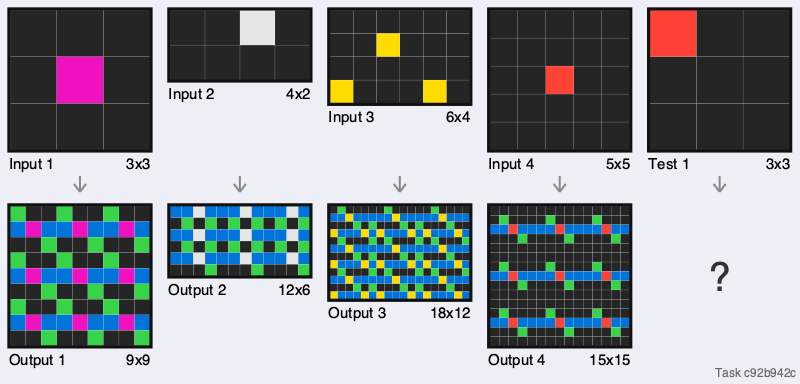 Input 1 3x3
Input 2 4x2
Input 3 6x4
Input 4 5x5
Test 1 3x3
Output 1 9x9
Output 2 12x6
Output 3 18x12
Output 4 15x15
?
Task c92b942c